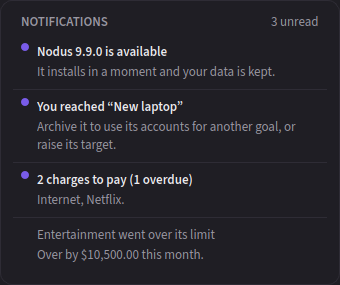 NOTIFICATIONS 3 unread
Nodus 9.9.0 is available
It installs in a moment and your data is kept.
You reached “New laptop”
Archive it to use its accounts for another goal, or
raise its target.
2 charges to pay (1 overdue)
Internet, Netflix.
Entertainment went over its limit
Over by $10,500.00 this month.